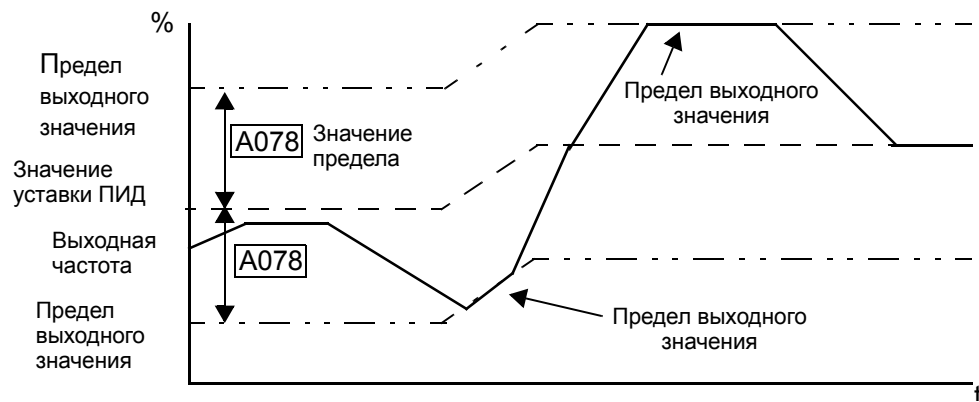 %
Предел
выходного
значения
A078
Значение
предела
Предел выходного
значения
Значение
уставки ПИД
Выходная
частота
A078
Предел
выходного
значения
Предел выходного
значения
t